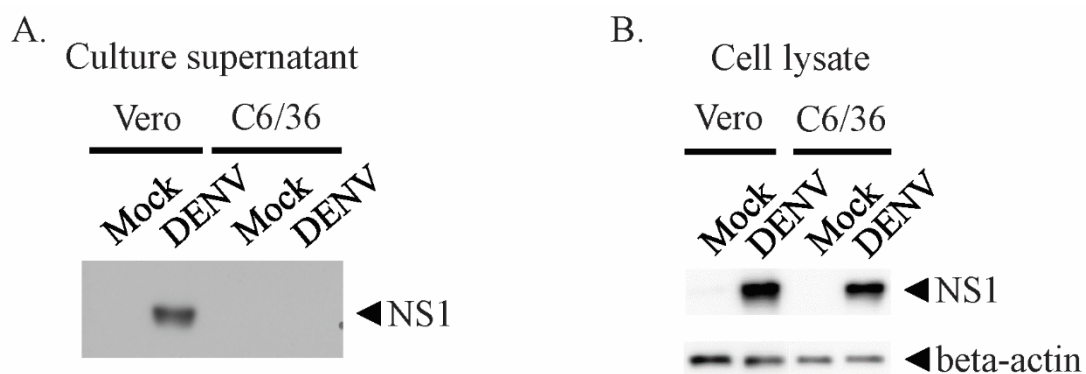 A.
Culture supernatant
Vero C6/36
Mock DENV Mock DENV
NS1
B.
Cell lysate
Vero C6/36
Mock DENV Mock DENV
NS1
beta-actin